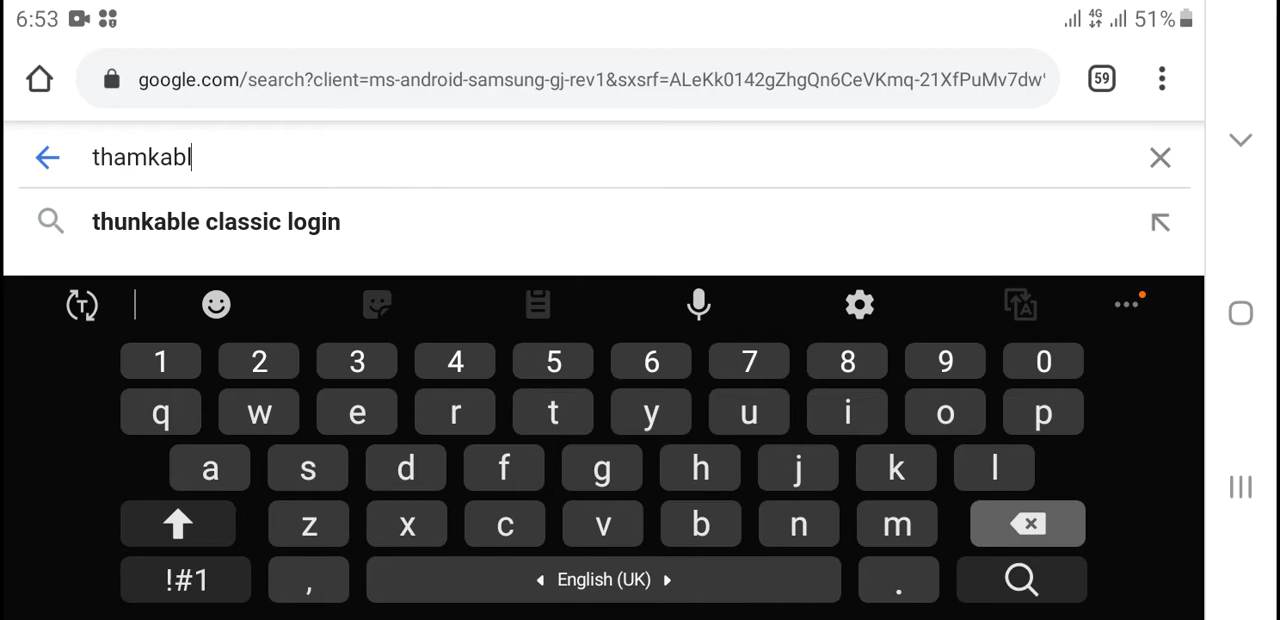 6:53 4G 51%
google.com/search?client=ms-android-samsung-gj-rev1&sxsrf=ALeKk0142gZhgQn6CeVKmq-21XfPuMv7dw 59
thamkabl
thunkable classic login
T A
1 2 3 4 5 6 7 8 9 0
q w e r t y u i o p
a s d f g h j k l
z x c v b n m
!#1 , English (UK) .